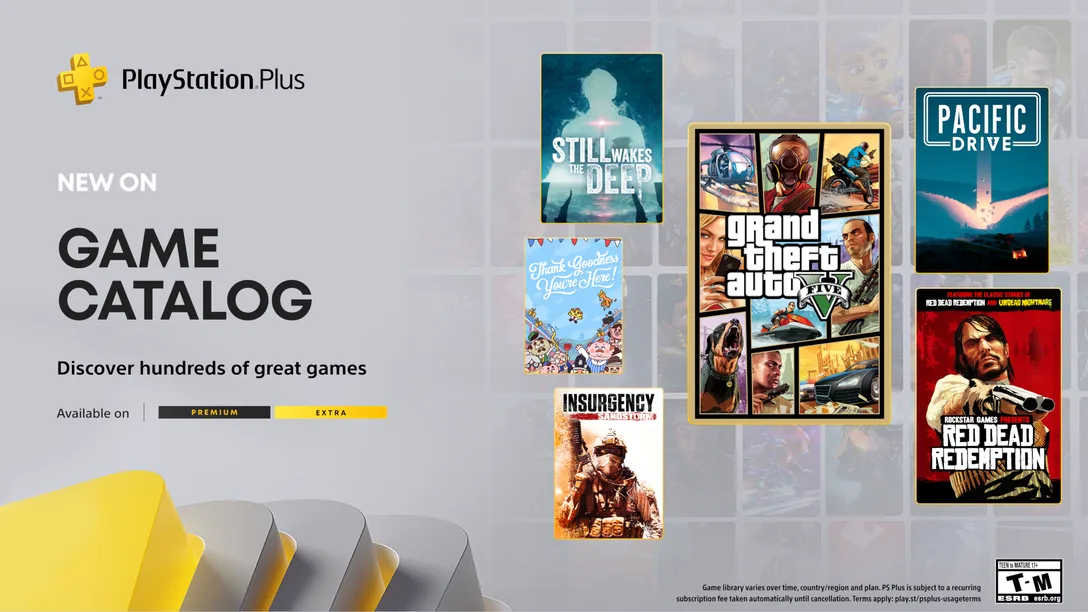 PlayStation®Plus
NEW ON
GAME
CATALOG
Discover hundreds of great games
Available on
PREMIUM
EXTRA
STILL WAKES
THE DEEP
Thank Goodness
You're Here!
INSURGENCY
SANDSTORM
grand
theft
auto V
FIVE
PACIFIC
DRIVE
FEATURING THE CLASSIC STORIES OF
RED DEAD REDEMPTION AND UNDEAD NIGHTMARE
ROCKSTAR GAMES PRESENTS
RED DEAD
REDEMPTION
Game library varies over time, country/region and plan. PS Plus is subject to a recurring
subscription fee taken automatically until cancellation. Terms apply: play.st/psplus-usageterms
TEEN to MATURE 17+
T-M
ESRB esrb.org